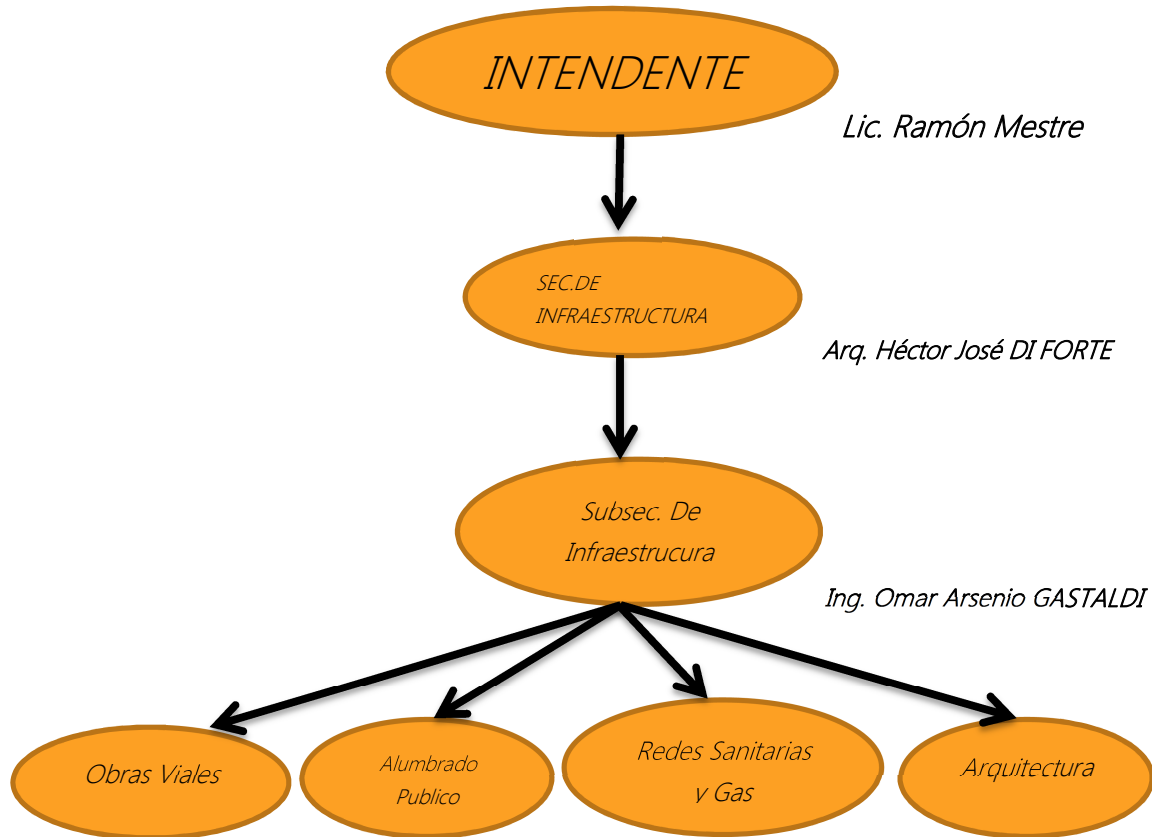 INTENDENTE
Lic. Ramón Mestre
SEC.DE
INFRAESTRUCTURA
Arq. Héctor José DI FORTE
Subsec. De
Infraestrucura
Ing. Omar Arsenio GASTALDI
Obras Viales
Alumbrado
Publico
Redes Sanitarias
y Gas
Arquitectura